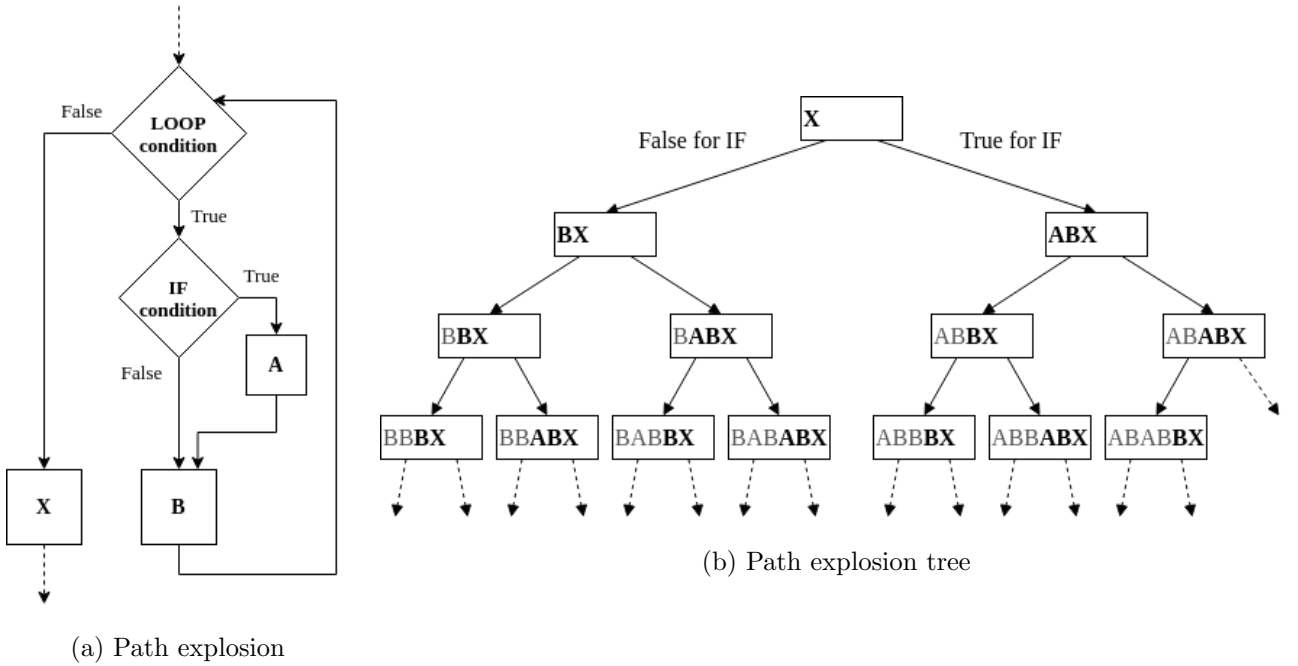 False
LOOP
condition
True
IF
condition
True
False
A
X
B
(a) Path explosion
X
False for IF
True for IF
BX
ABX
BBX
BABX
ABBX
ABABX
BBBX
BBABX
BABBX
BABABX
ABBBX
ABBABX
ABABBX
(b) Path explosion tree